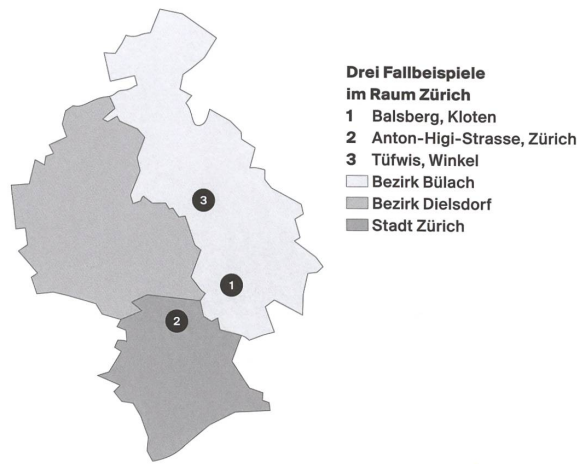 Drei Fallbeispiele
im Raum Zürich
1 Balsberg, Kloten
2 Anton-Higi-Strasse, Zürich
3 Tüfwis, Winkel
Bezirk Bülach
Bezirk Dielsdorf
Stadt Zürich
3
1
2